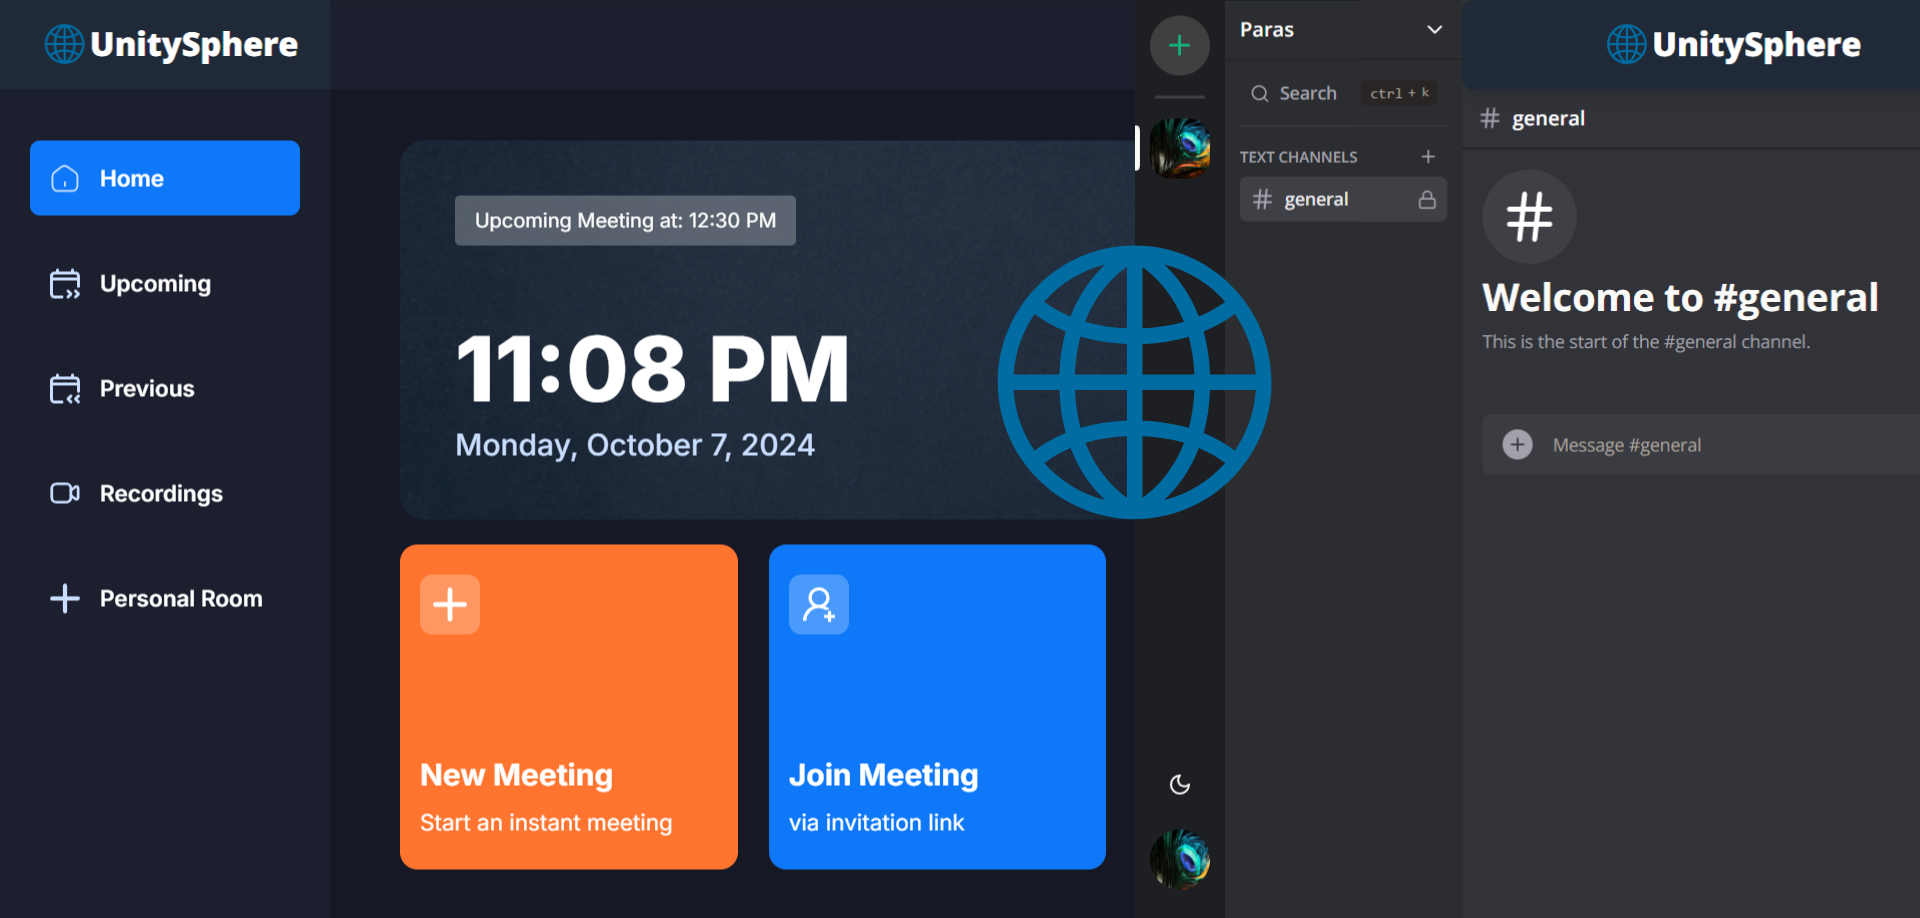 UnitySphere
Home
Upcoming
Previous
Recordings
Personal Room
Upcoming Meeting at: 12:30 PM
11:08 PM
Monday, October 7, 2024
New Meeting
Start an instant meeting
Join Meeting
via invitation link
Paras
Search ctrl + k
TEXT CHANNELS
# general
UnitySphere
# general
#
Welcome to #general
This is the start of the #general channel.
Message #general